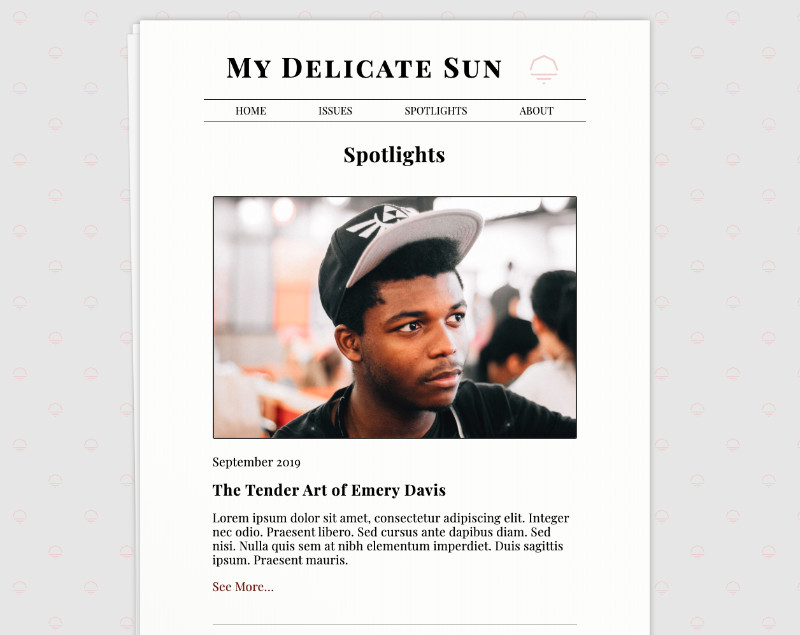 My Delicate Sun
HOME ISSUES SPOTLIGHTS ABOUT
Spotlights
September 2019
The Tender Art of Emery Davis
Lorem ipsum dolor sit amet, consectetur adipiscing elit. Integer
nec odio. Praesent libero. Sed cursus ante dapibus diam. Sed
nisi. Nulla quis sem at nibh elementum imperdiet. Duis sagittis
ipsum. Praesent mauris.
See More...